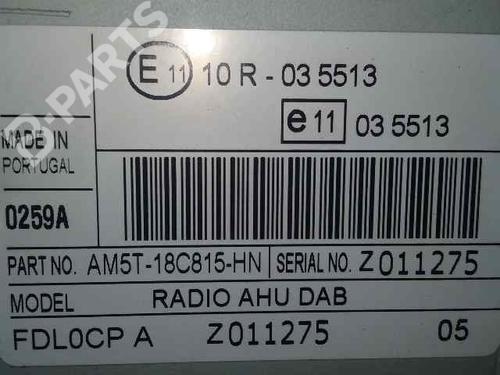 E 11 10 R - 03 5513
e 11 03 5513
MADE IN
PORTUGAL
0259A
PART NO. AM5T-18C815-HN SERIAL NO. Z011275
MODEL RADIO AHU DAB
FDL0CP A Z011275 05
D-PARTS